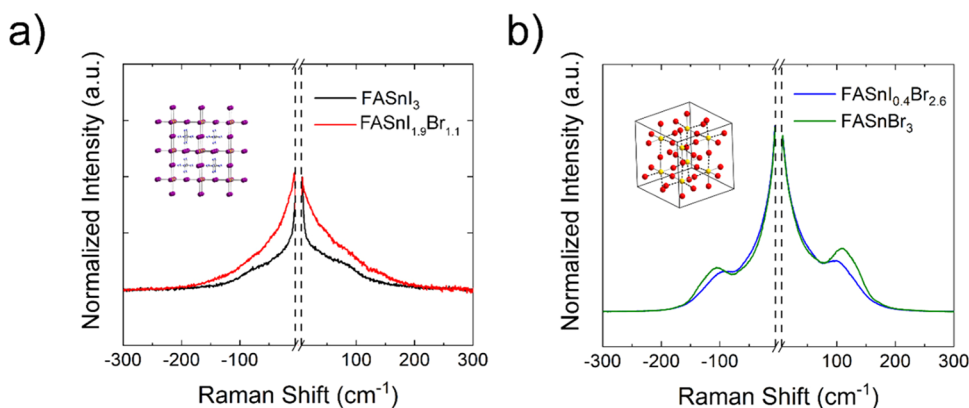 a)
Normalized Intensity (a.u.)
FASnI₃
FASnI₁.₉Br₁.₁
-300 -200 -100 100 200 300
Raman Shift (cm⁻¹)
b)
Normalized Intensity (a.u.)
FASnI₀.₄Br₂.₆
FASnBr₃
-300 -200 -100 100 200 300
Raman Shift (cm⁻¹)